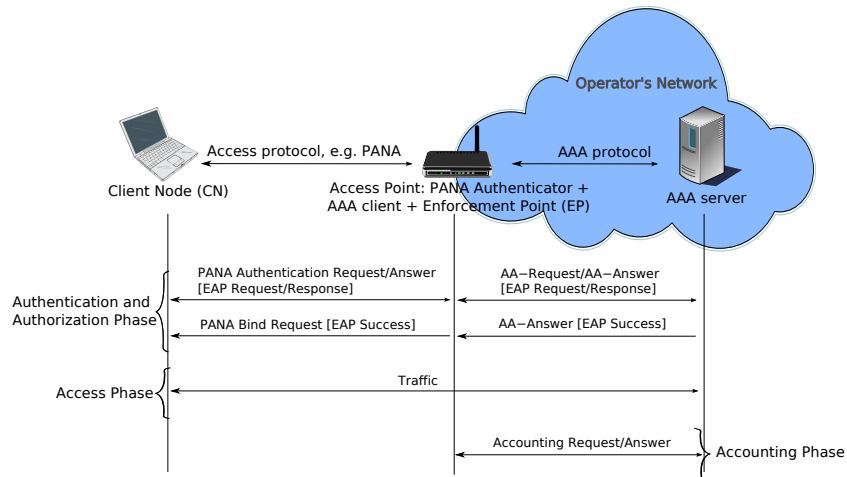 Operator's Network
Access protocol, e.g. PANA
AAA protocol
Client Node (CN)
Access Point: PANA Authenticator +
AAA client + Enforcement Point (EP)
AAA server
Authentication and
Authorization Phase
PANA Authentication Request/Answer
[EAP Request/Response]
AA−Request/AA−Answer
[EAP Request/Response]
PANA Bind Request [EAP Success]
AA−Answer [EAP Success]
Access Phase
Traffic
Accounting Request/Answer
Accounting Phase